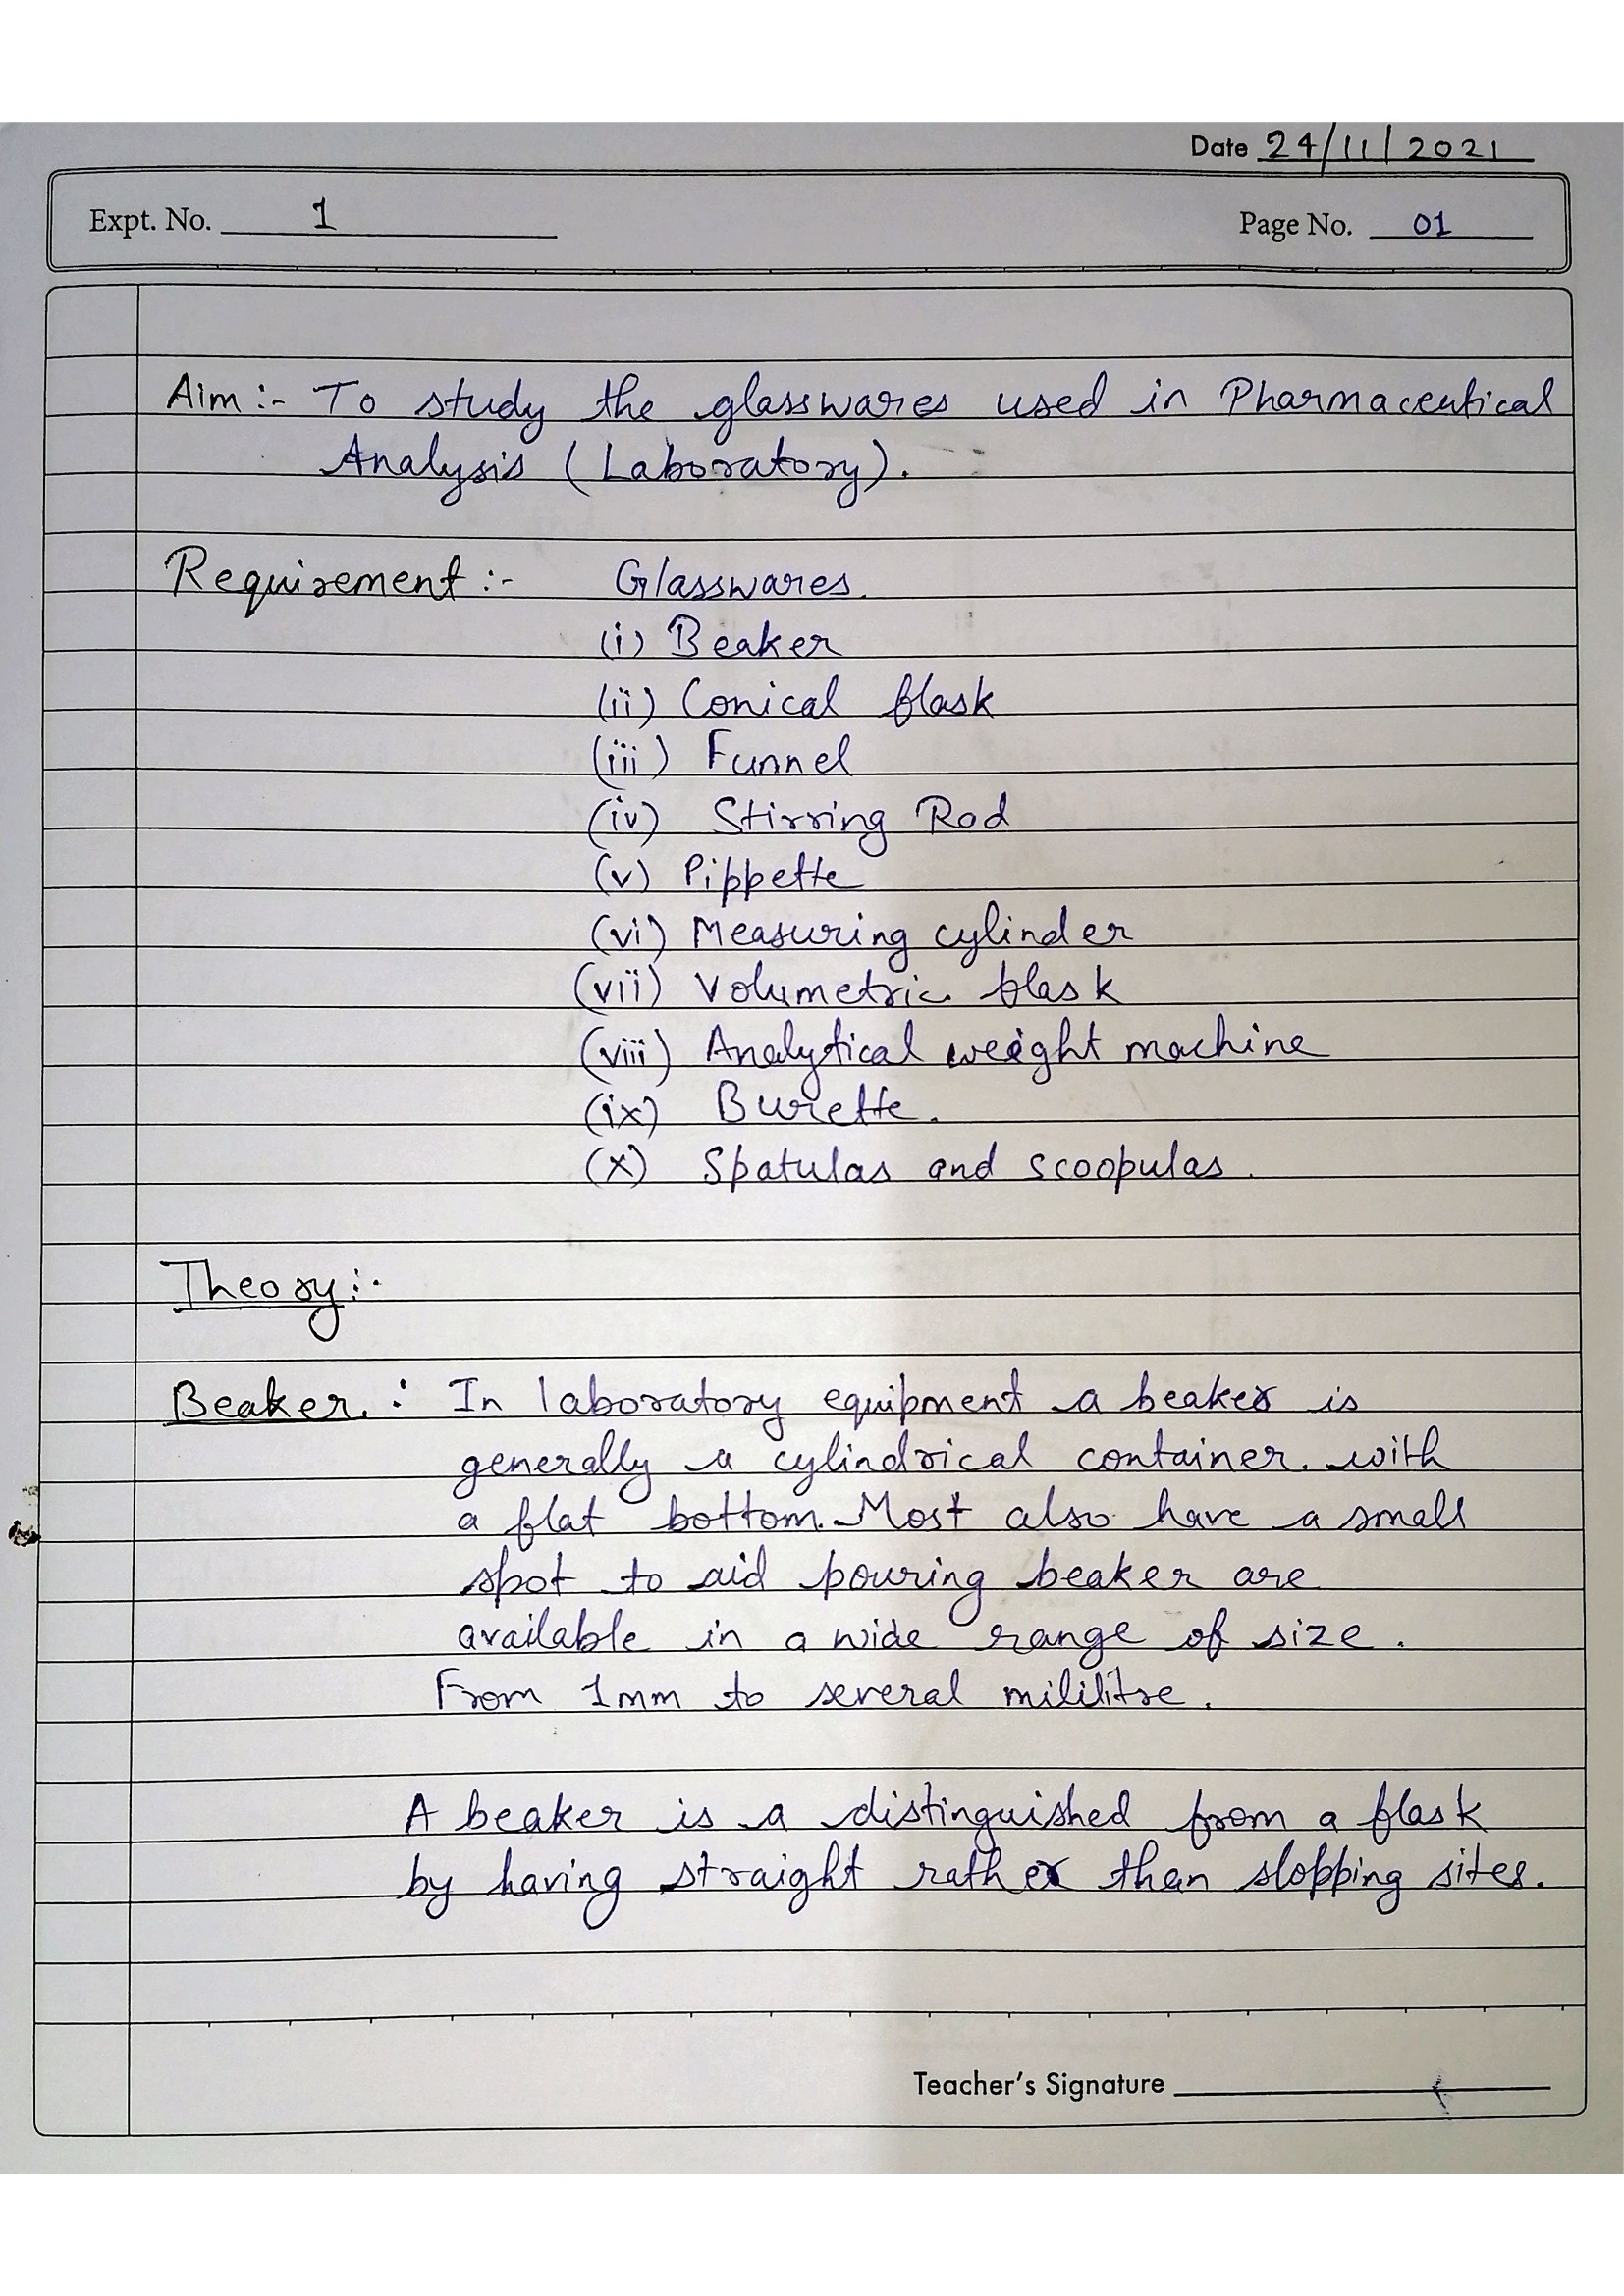 Date 24/11/2021
Expt. No. 1
Page No. 01
Aim :- To study the glasswares used in Pharmaceutical
Analysis (Laboratory).
Requirement :- Glasswares.
(i) Beaker
(ii) Conical flask
(iii) Funnel
(iv) Stirring Rod
(v) Pippette
(vi) Measuring cylinder
(vii) Volumetric flask
(viii) Analytical weight machine
(ix) Burette.
(x) Spatulas and scoopulas.
Theory :-
Beaker. : In laboratory equipment a beaker is
generally a cylindrical container. with
a flat bottom. Most also have a small
spot to aid pouring beaker are
available in a wide range of size.
From 1mm to several mililitre.
A beaker is a distinguished from a flask
by having straight rather than slopping sites.
Teacher's Signature